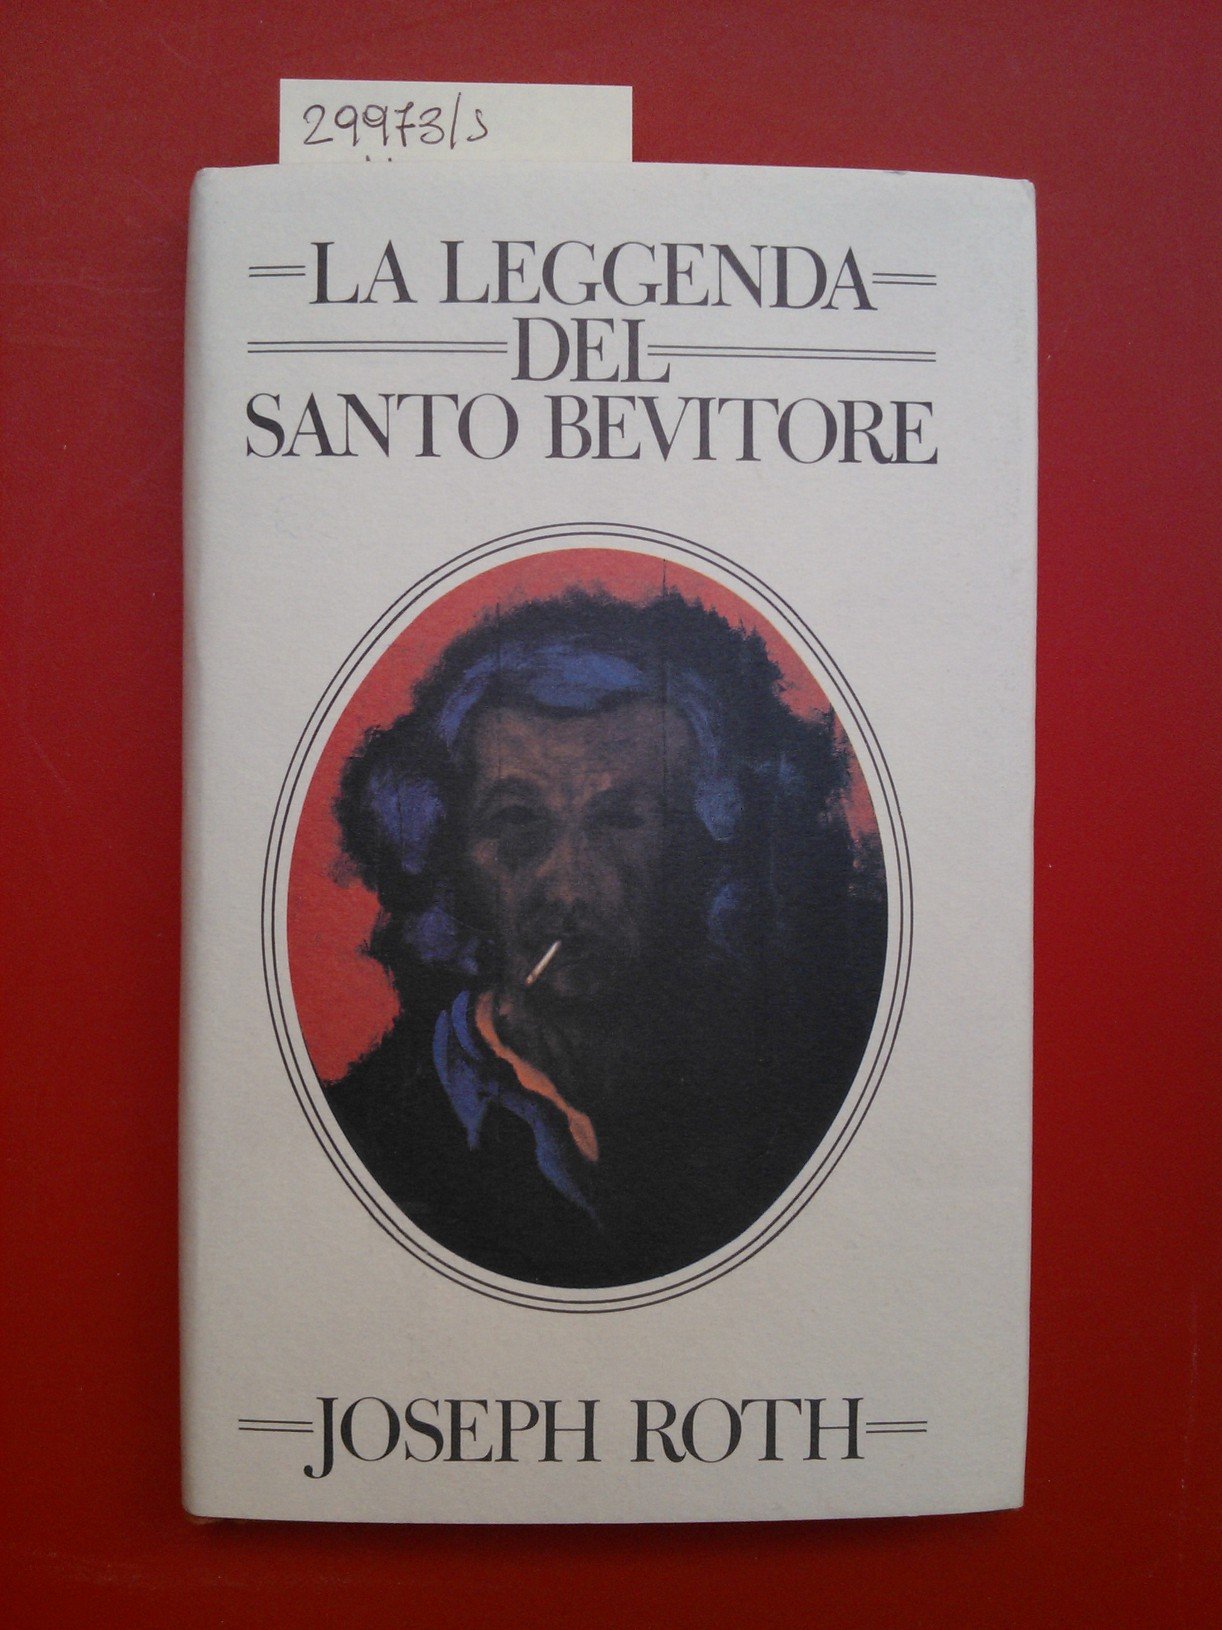 29973/s
LA LEGGENDA
DEL
SANTO BEVITORE
JOSEPH ROTH